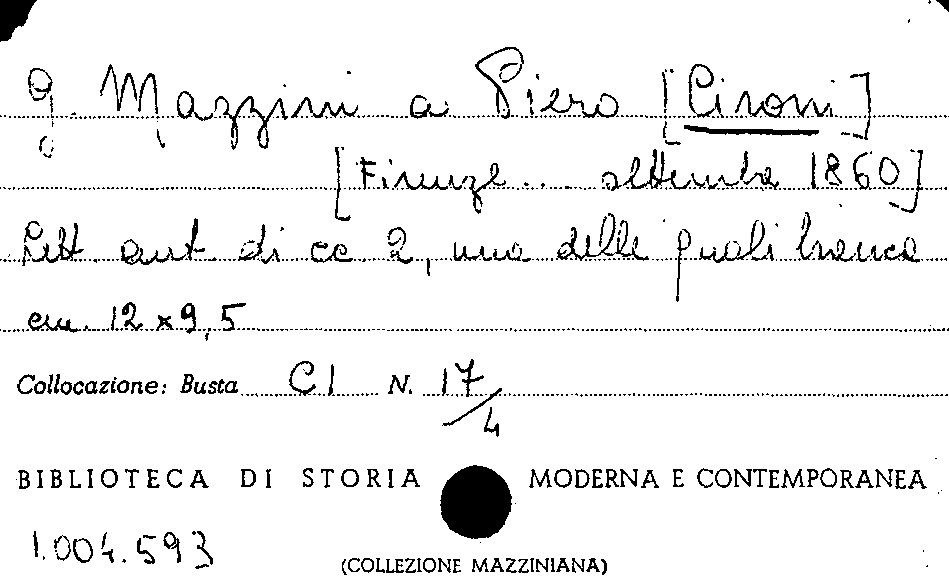 G. Mazzini a Piero [Cironi]
[Firenze... settembre 1860]
Lett. aut. di cc 2, una delle quali bianca
cm. 12 x 9,5
Collocazione: Busta CI N. 17/4
BIBLIOTECA DI STORIA MODERNA E CONTEMPORANEA
1.004.593
(COLLEZIONE MAZZINIANA)